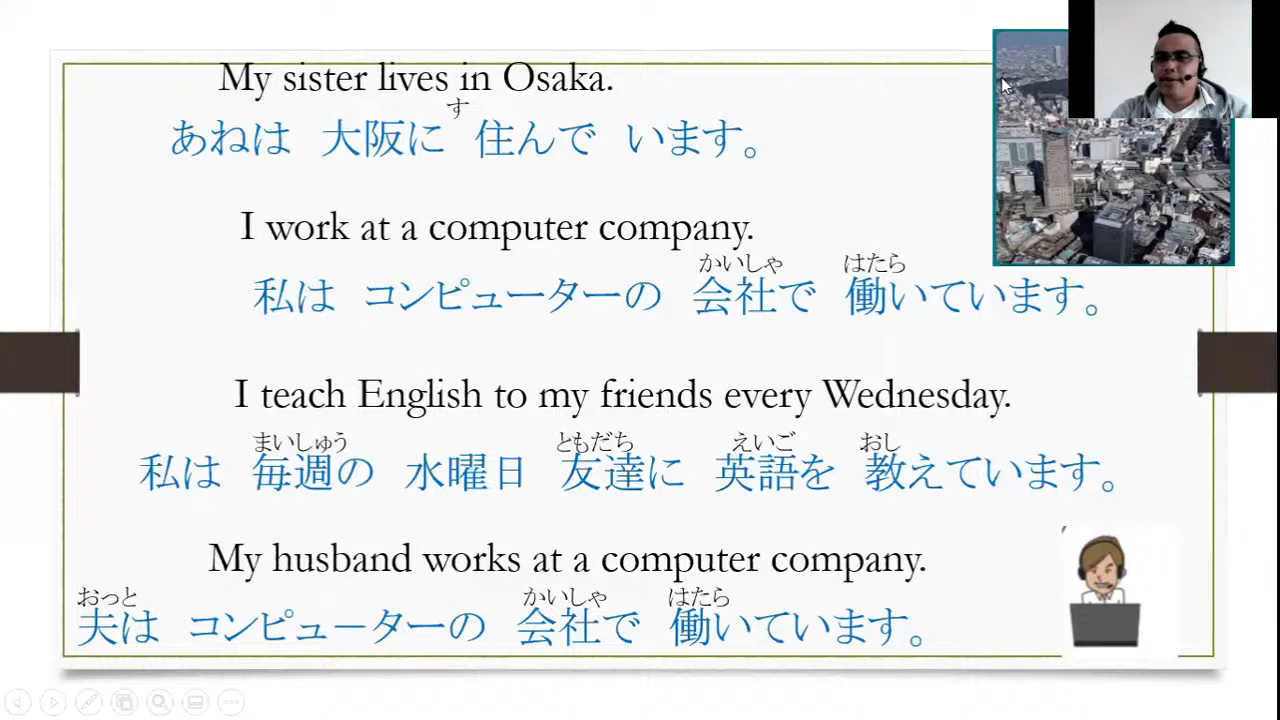 My sister lives in Osaka.
す
あねは 大阪に 住んで います。
I work at a computer company.
かいしゃ はたら
私は コンピューターの 会社で 働いています。
I teach English to my friends every Wednesday.
まいしゅう ともだち えいご おし
私は 毎週の 水曜日 友達に 英語を 教えています。
My husband works at a computer company.
おっと かいしゃ はたら
夫は コンピューターの 会社で 働いています。